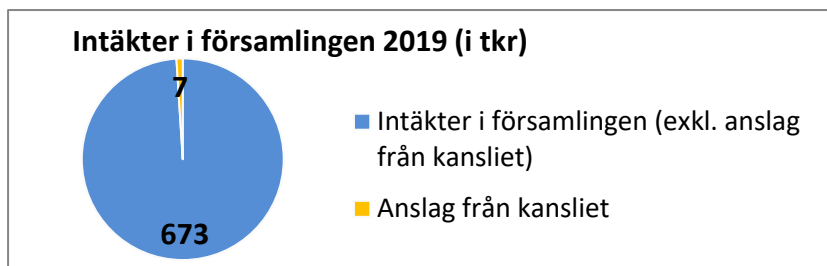 Intäkter i församlingen 2019 (i tkr)
7
Intäkter i församlingen (exkl. anslag
från kansliet)
Anslag från kansliet
673